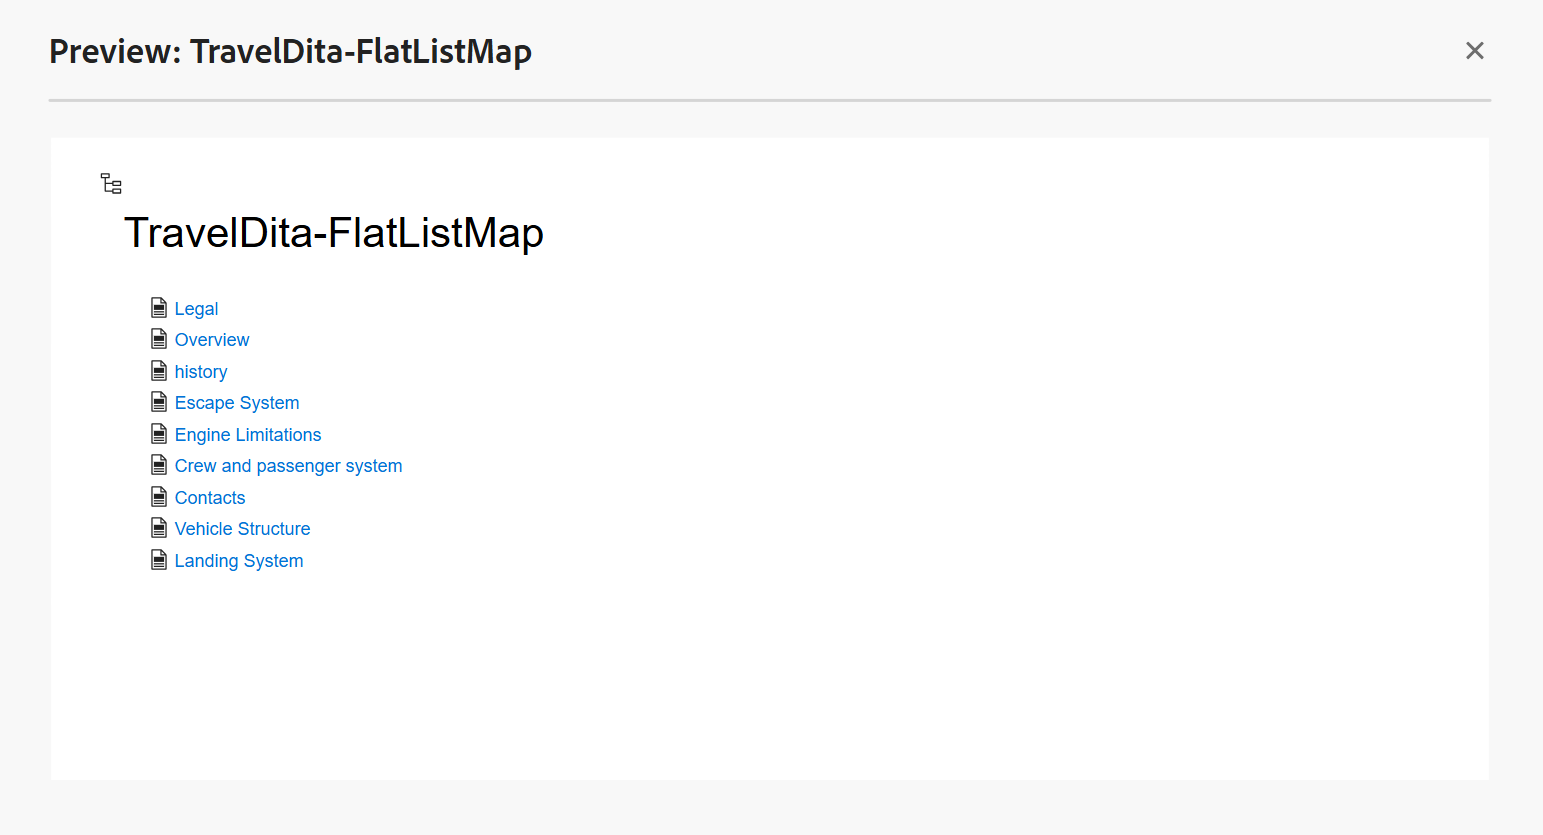 Preview: TravelDita-FlatListMap
TravelDita-FlatListMap
Legal
Overview
history
Escape System
Engine Limitations
Crew and passenger system
Contacts
Vehicle Structure
Landing System